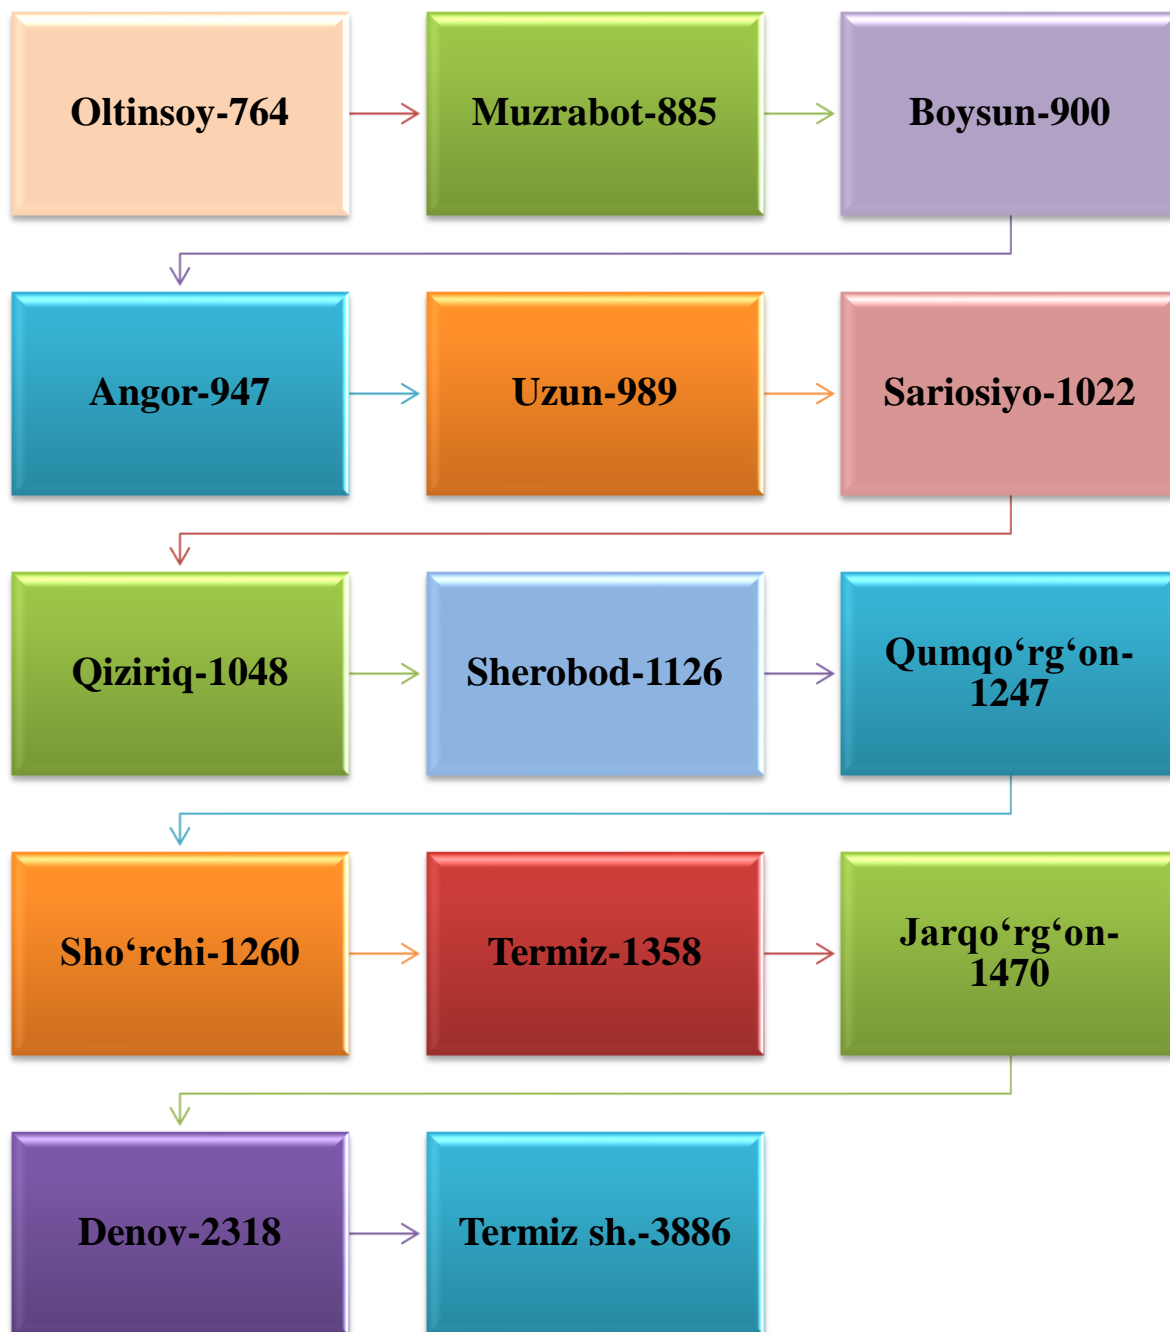 Oltinsoy-764
Muzrabot-885
Boysun-900
Angor-947
Uzun-989
Sariosiyo-1022
Qiziriq-1048
Sherobod-1126
Qumqo‘rg‘on-
1247
Sho‘rchi-1260
Termiz-1358
Jarqo‘rg‘on-
1470
Denov-2318
Termiz sh.-3886